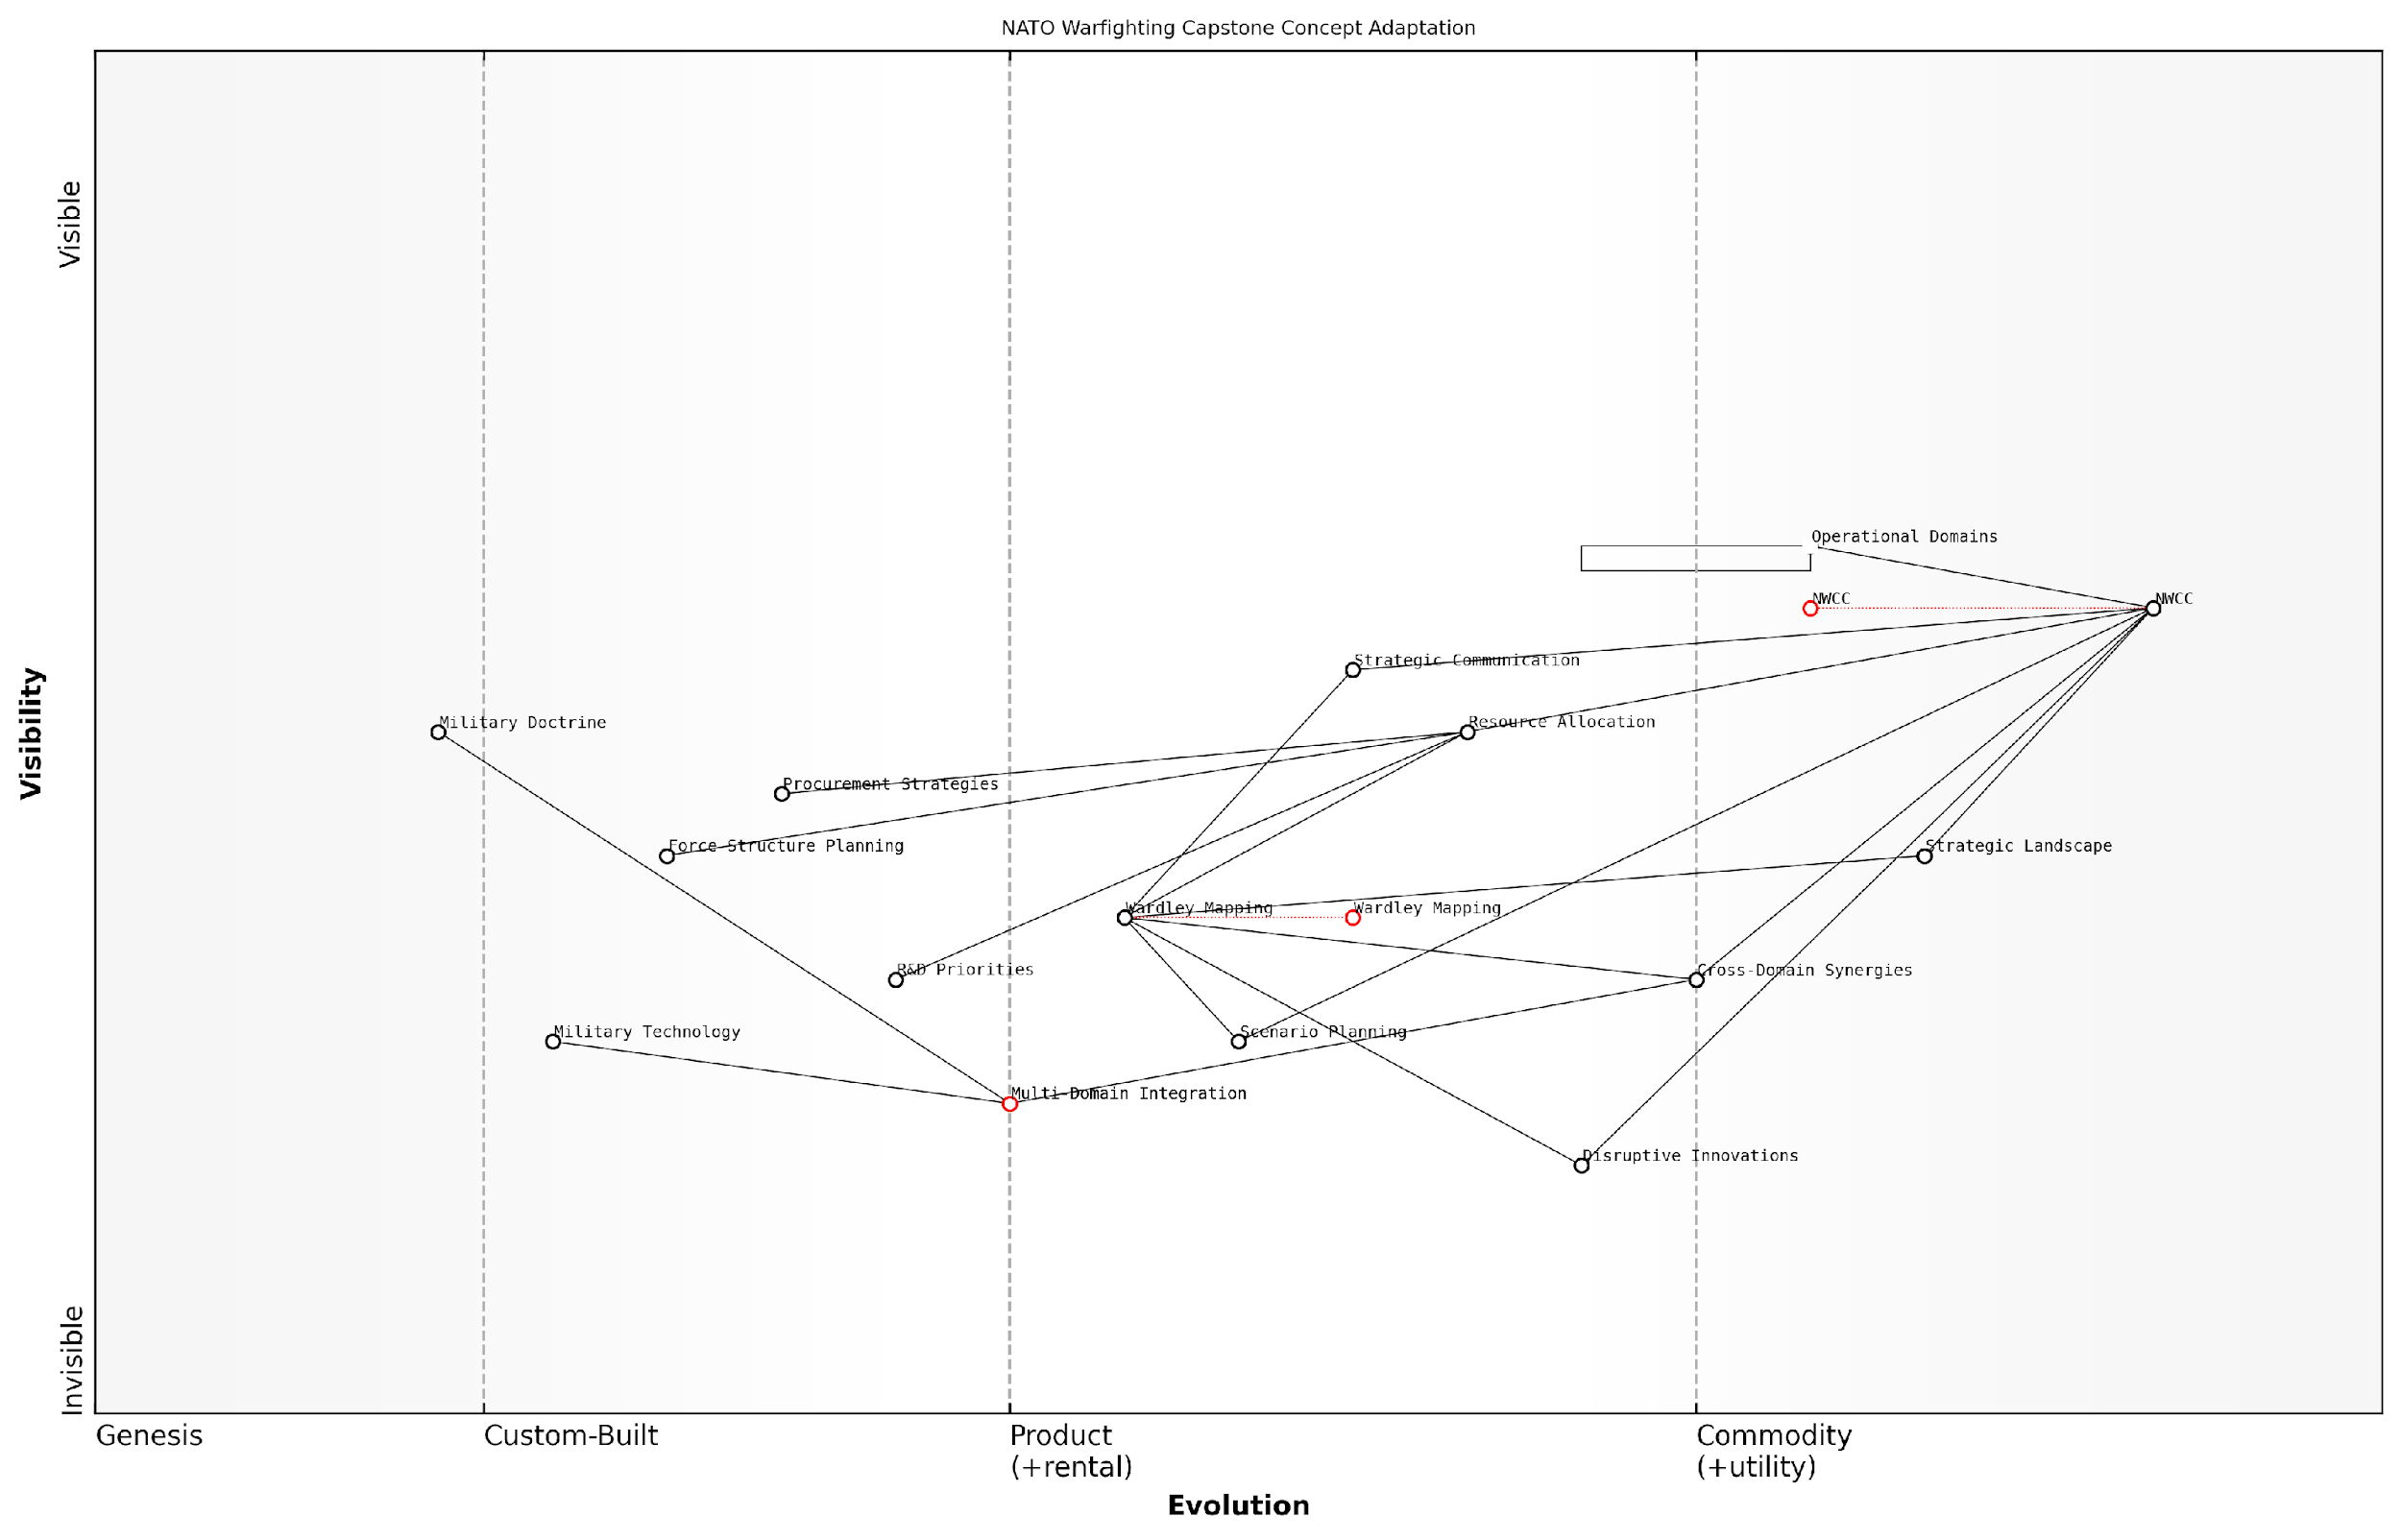 NATO Warfighting Capstone Concept Adaptation
Visible
Operational Domains
NWCC
NWCC
Strategic Communication
Military Doctrine
Resource Allocation
Procurement Strategies
Force Structure Planning
Strategic Landscape
Visibility
Wardley Mapping
Wardley Mapping
R&D Priorities
Cross-Domain Synergies
Military Technology
Scenario Planning
Multi-Domain Integration
Disruptive Innovations
Invisible
Genesis
Custom-Built
Product
(+rental)
Commodity
(+utility)
Evolution